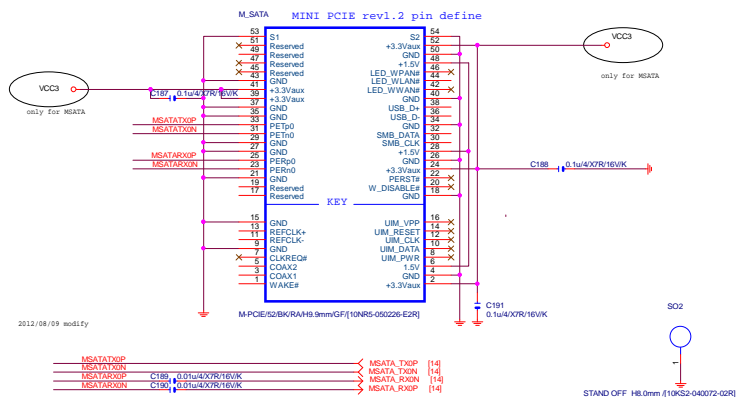 M_SATA MINI PCIE rev1.2 pin define
53 S1 S2 54
51 Reserved +3.3Vaux 52
49 Reserved GND 50
47 Reserved +1.5V 48
45 Reserved LED_WPAN# 46
43 GND LED_WLAN# 44
41 +3.3Vaux LED_WWAN# 42
39 +3.3Vaux GND 40
37 GND USB_D+ 38
35 GND USB_D- 36
33 PETp0 GND 34
31 PETn0 SMB_DATA 32
29 GND SMB_CLK 30
27 GND +1.5V 28
25 PERp0 GND 26
23 PERn0 +3.3Vaux 24
21 GND PERST# 22
19 Reserved W_DISABLE# 20
17 Reserved GND 18
KEY
15 GND UIM_VPP 16
13 REFCLK+ UIM_RESET 14
11 REFCLK- UIM_CLK 12
9 GND UIM_DATA 10
7 CLKREQ# UIM_PWR 8
5 COAX2 1.5V 6
3 COAX1 GND 4
1 WAKE# +3.3Vaux 2
M-PCIE/52/BK/RA/H9.9mm/GF/[10NR5-050226-E2R]
VCC3
only for MSATA
C187 0.1u/4/X7R/16V/K
MSATATX0P
MSATATX0N
MSATARX0P
MSATARX0N
VCC3
only for MSATA
C188 0.1u/4/X7R/16V/K
C191
0.1u/4/X7R/16V/K
2012/08/09 modify
MSATATX0P MSATA_TX0P [14]
MSATATX0N MSATA_TX0N [14]
MSATARX0P C189 0.01u/4/X7R/16V/K MSATA_RX0N [14]
MSATARX0N C190 0.01u/4/X7R/16V/K MSATA_RX0P [14]
SO2
1
STAND OFF H8.0mm /[10KS2-040072-02R]